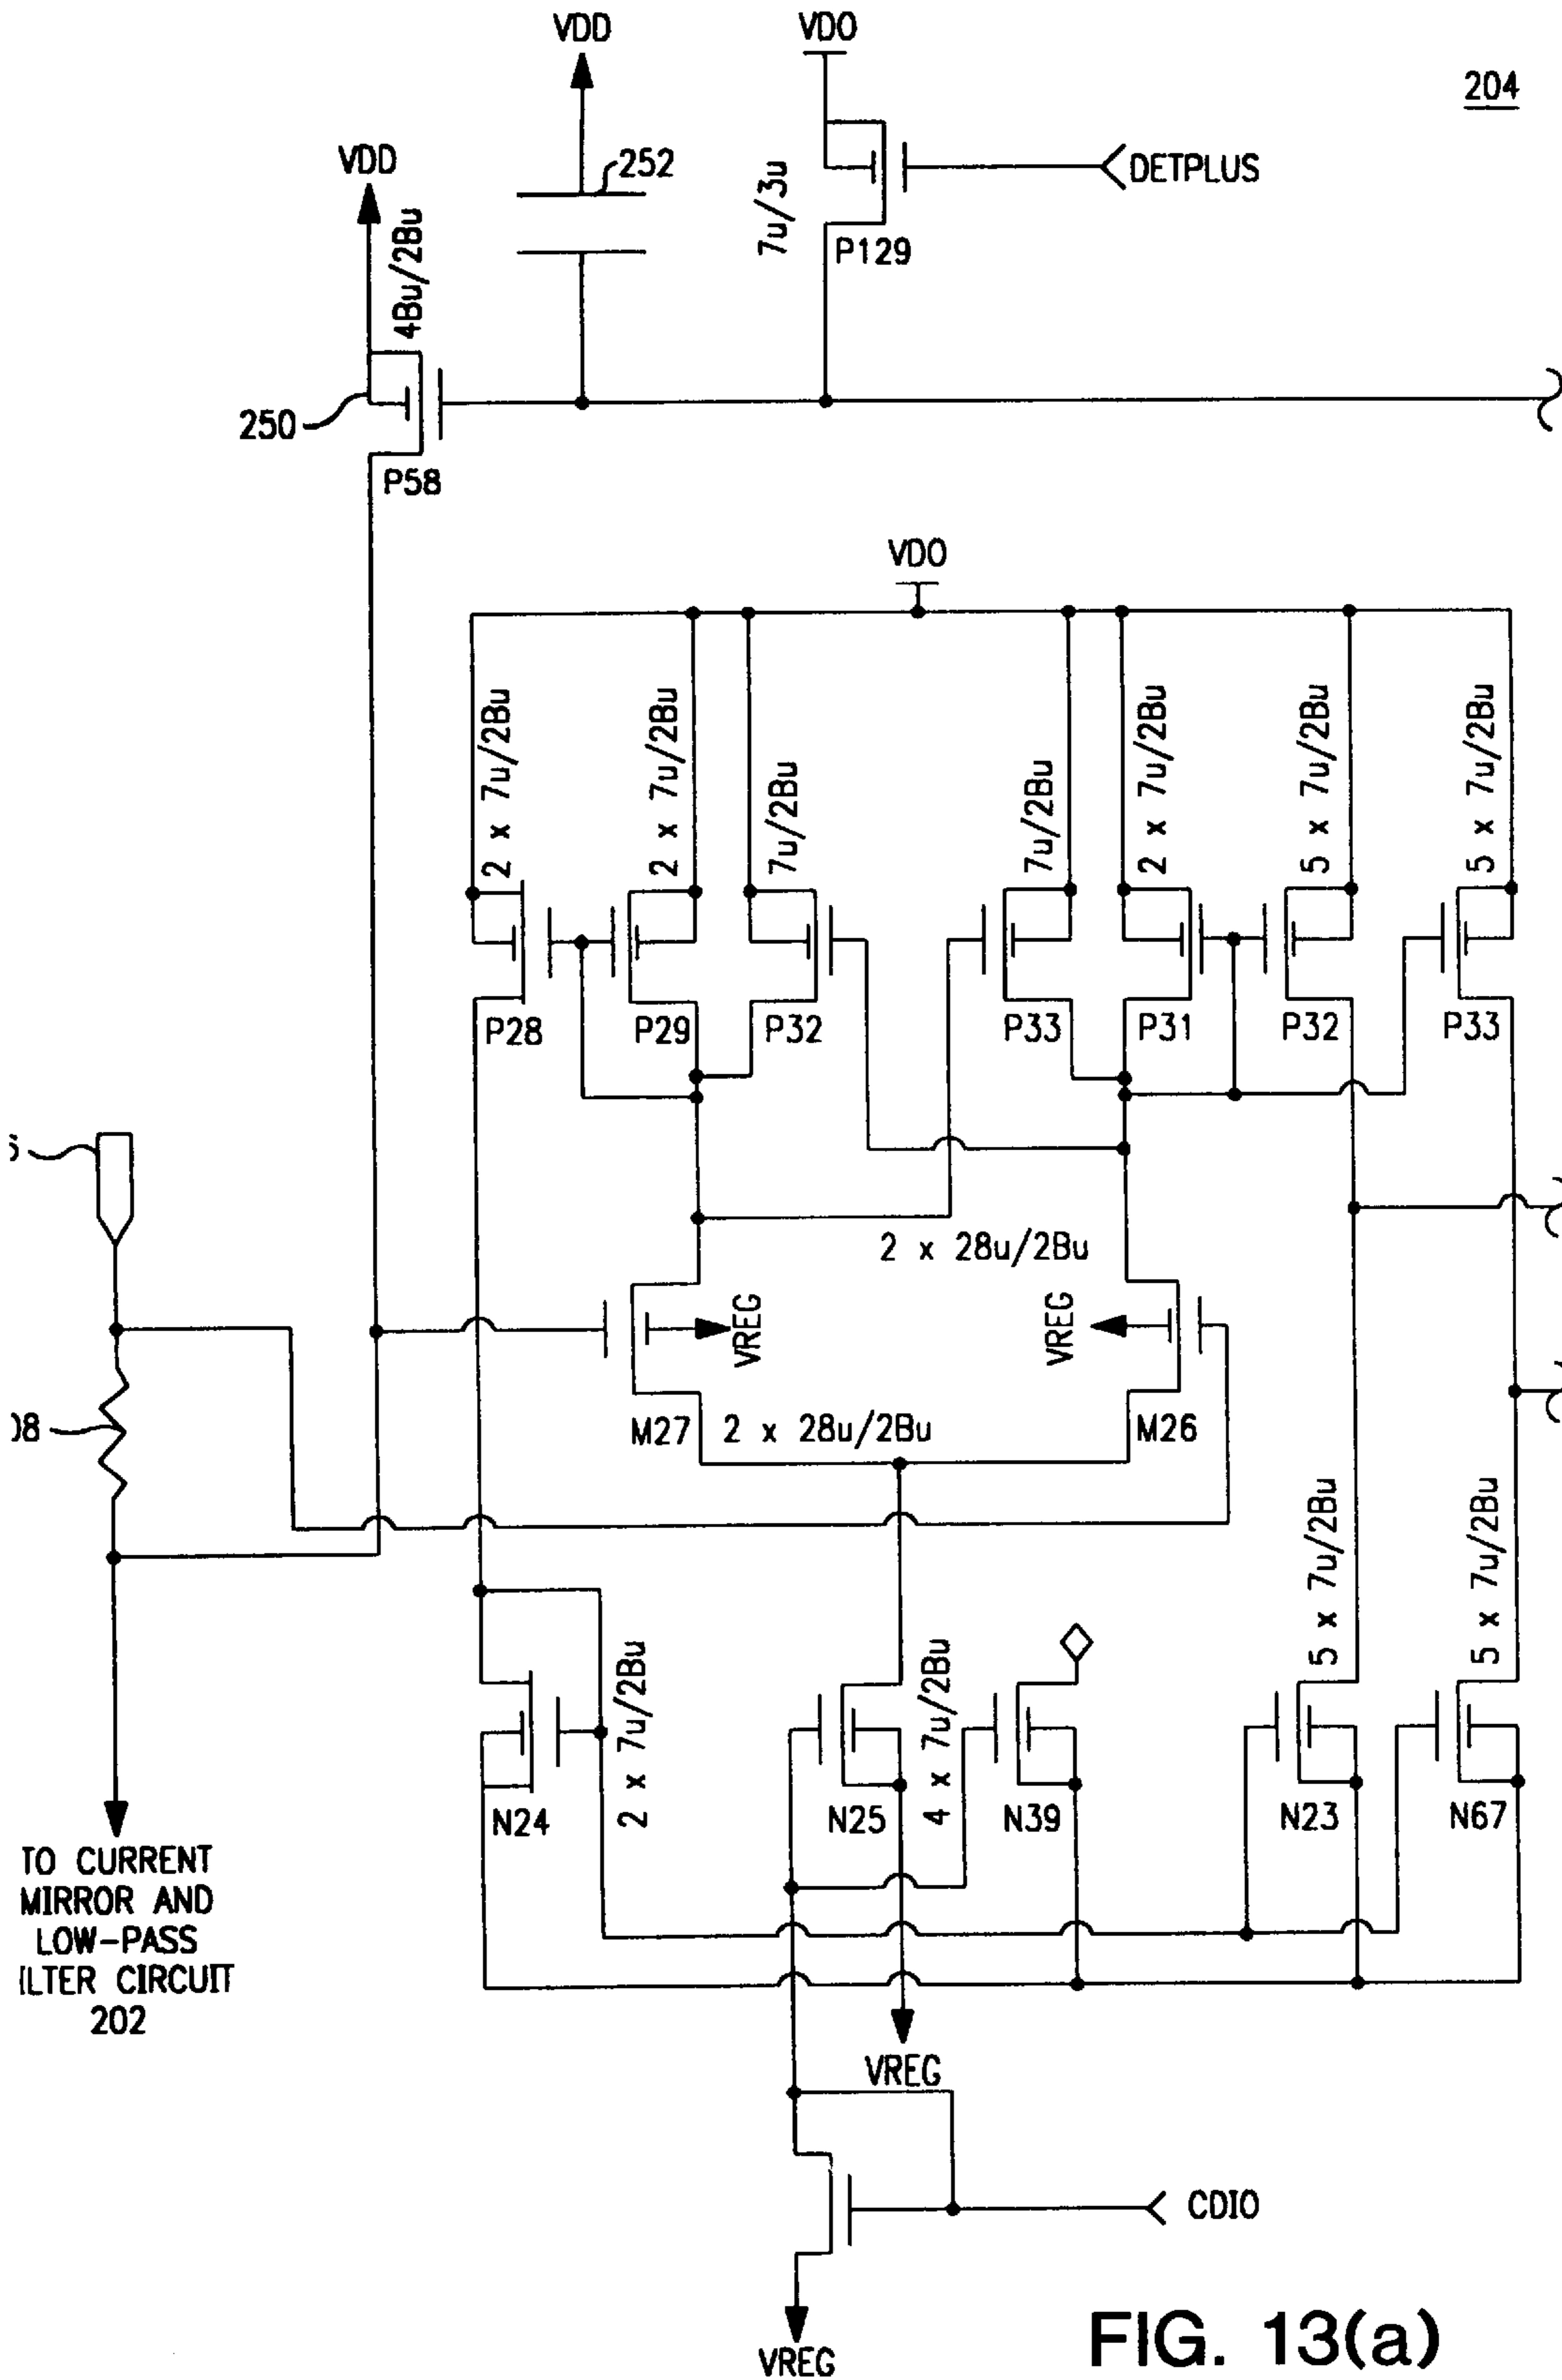 VDD
VDO
204
VDD
252
DETPLUS
4Bu/2Bu
7u/3u
P129
250
P58
VDO
2 x 7u/2Bu
2 x 7u/2Bu
7u/2Bu
7u/2Bu
2 x 7u/2Bu
5 x 7u/2Bu
5 x 7u/2Bu
P28
P29
P32
P33
P31
P32
P33
2 x 28u/2Bu
VREG
VREG
08
M27
2 x 28u/2Bu
M26
5 x 7u/2Bu
5 x 7u/2Bu
2 x 7u/2Bu
4 x 7u/2Bu
N24
N25
N39
N23
N67
TO CURRENT
MIRROR AND
LOW-PASS
ILTER CIRCUIT
202
VREG
CDIO
VREG
FIG. 13(a)